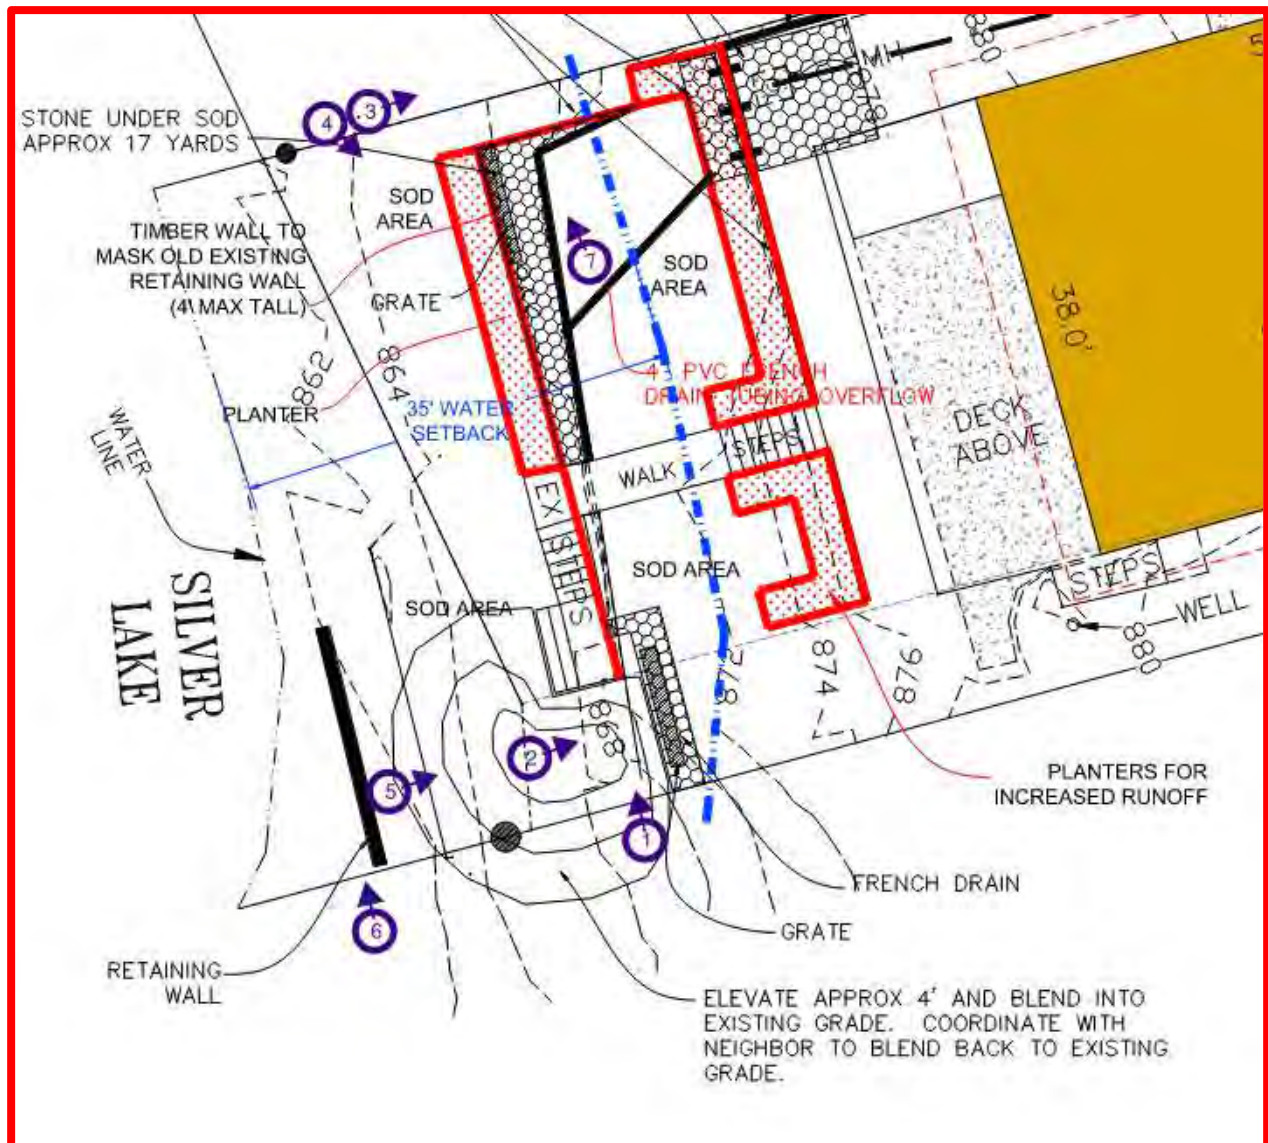 880
MH
878
57
STONE UNDER SOD
APPROX 17 YARDS
4
3
SOD
AREA
TIMBER WALL TO
MASK OLD EXISTING
RETAINING WALL
(4' MAX TALL)
7
SOD
AREA
GRATE
38.0'
862
864
4" PVC FRENCH
DRAIN TUBING OVERFLOW
PLANTER
35' WATER
SETBACK
WATER
LINE
DECK
ABOVE
STEPS
WALK
EX STEPS
SOD AREA
SOD AREA
SILVER
LAKE
STEPS
WELL
880
872
874
876
868
2
5
1
6
PLANTERS FOR
INCREASED RUNOFF
FRENCH DRAIN
GRATE
RETAINING
WALL
ELEVATE APPROX 4' AND BLEND INTO
EXISTING GRADE. COORDINATE WITH
NEIGHBOR TO BLEND BACK TO EXISTING
GRADE.